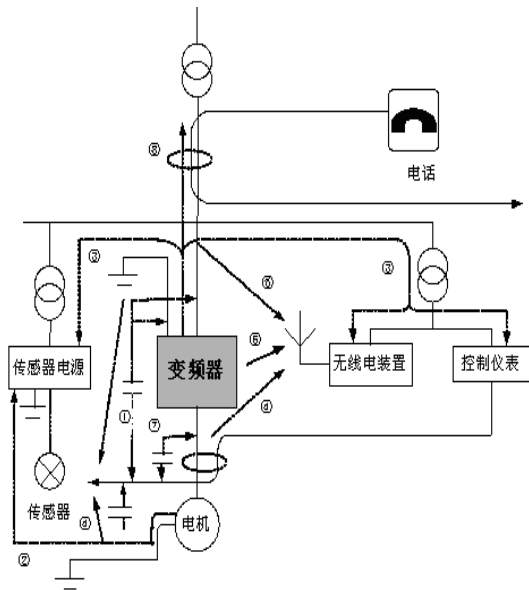 ⑧
电话
③
③
⑤
传感器电源
变频器
⑥
无线电装置
控制仪表
①
⑦
④
传感器
④
电机
②